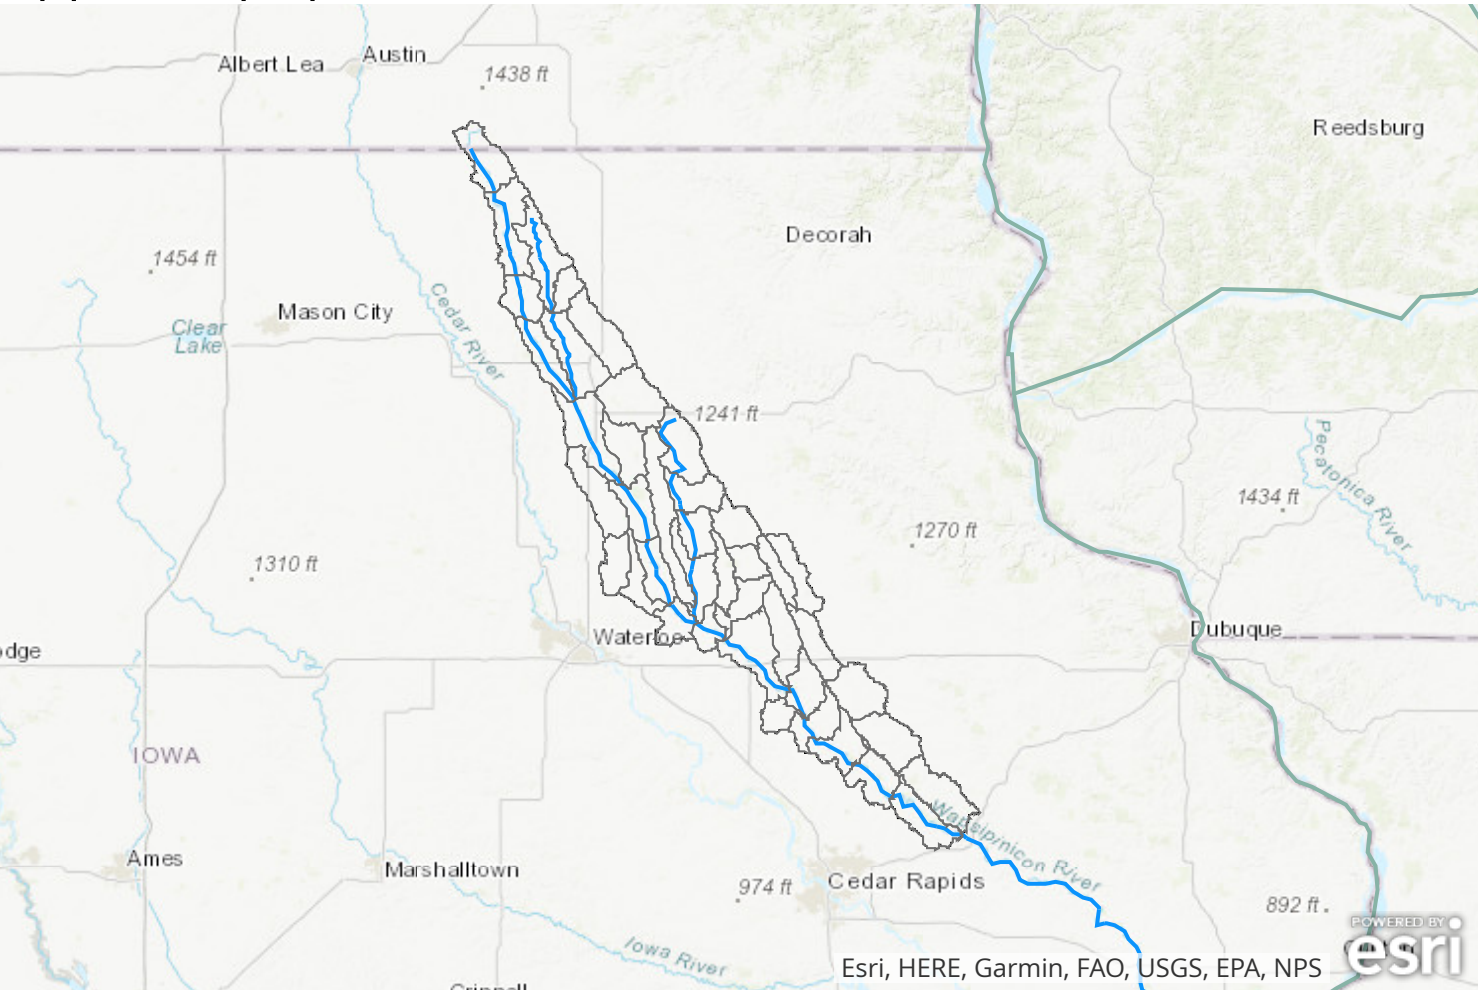 Austin
Albert Lea
1438 ft
Reedsburg
Decorah
1454 ft
Mason City
Cedar River
Clear
Lake
1241 ft
Pecatonica River
1434 ft
1270 ft
1310 ft
Waterloo
Dubuque
dge
IOWA
Wapsipinicon River
Ames
Marshalltown
974 ft
Cedar Rapids
892 ft
POWERED BY
esri
Iowa River
Esri, HERE, Garmin, FAO, USGS, EPA, NPS